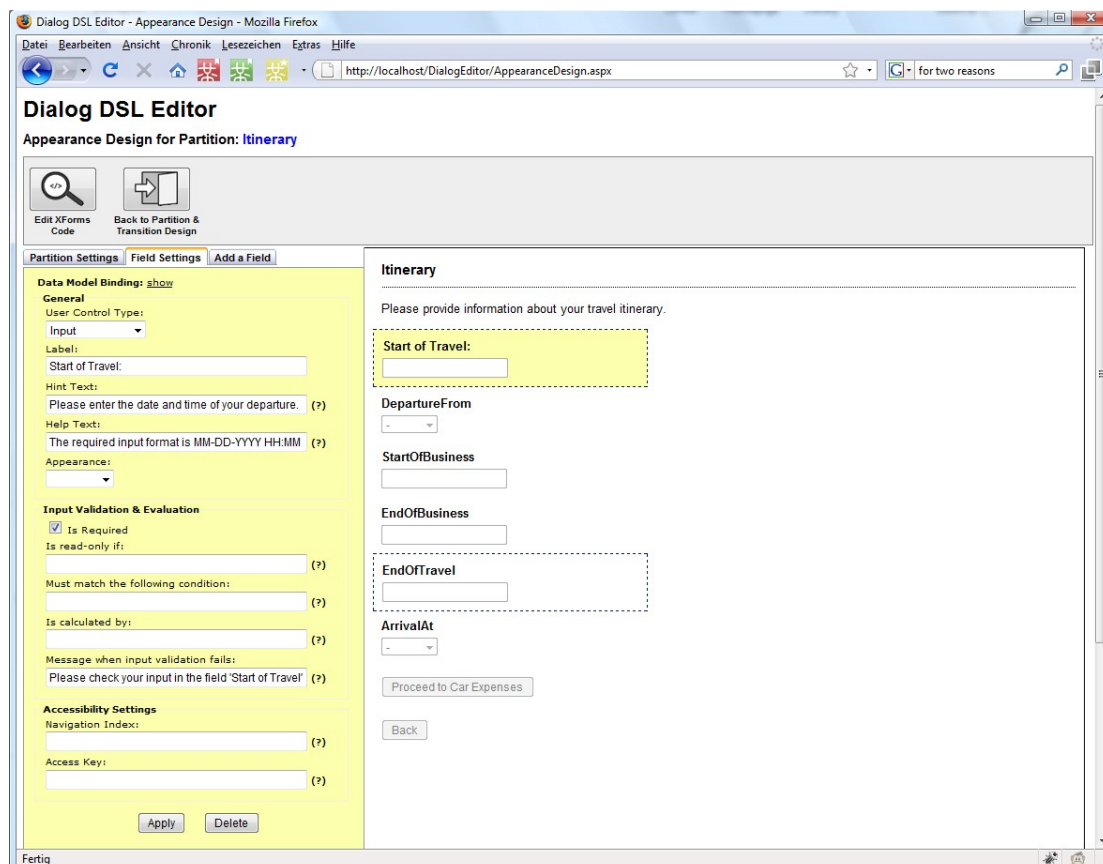 Dialog DSL Editor - Appearance Design - Mozilla Firefox
Datei Bearbeiten Ansicht Chronik Lesezeichen Extras Hilfe
http://localhost/DialogEditor/AppearanceDesign.aspx
G for two reasons
Dialog DSL Editor
Appearance Design for Partition: Itinerary
</>
Edit XForms
Code
Back to Partition &
Transition Design
Partition Settings Field Settings Add a Field
Data Model Binding: show
General
User Control Type:
Input
Label:
Start of Travel:
Hint Text:
Please enter the date and time of your departure. (?)
Help Text:
The required input format is MM-DD-YYYY HH:MM (?)
Appearance:
Input Validation & Evaluation
Is Required
Is read-only if:
(?)
Must match the following condition:
(?)
Is calculated by:
(?)
Message when input validation fails:
Please check your input in the field 'Start of Travel' (?)
Accessibility Settings
Navigation Index:
(?)
Access Key:
(?)
Apply Delete
Itinerary
Please provide information about your travel itinerary.
Start of Travel:
DepartureFrom
-
StartOfBusiness
EndOfBusiness
EndOfTravel
ArrivalAt
-
Proceed to Car Expenses
Back
Fertig